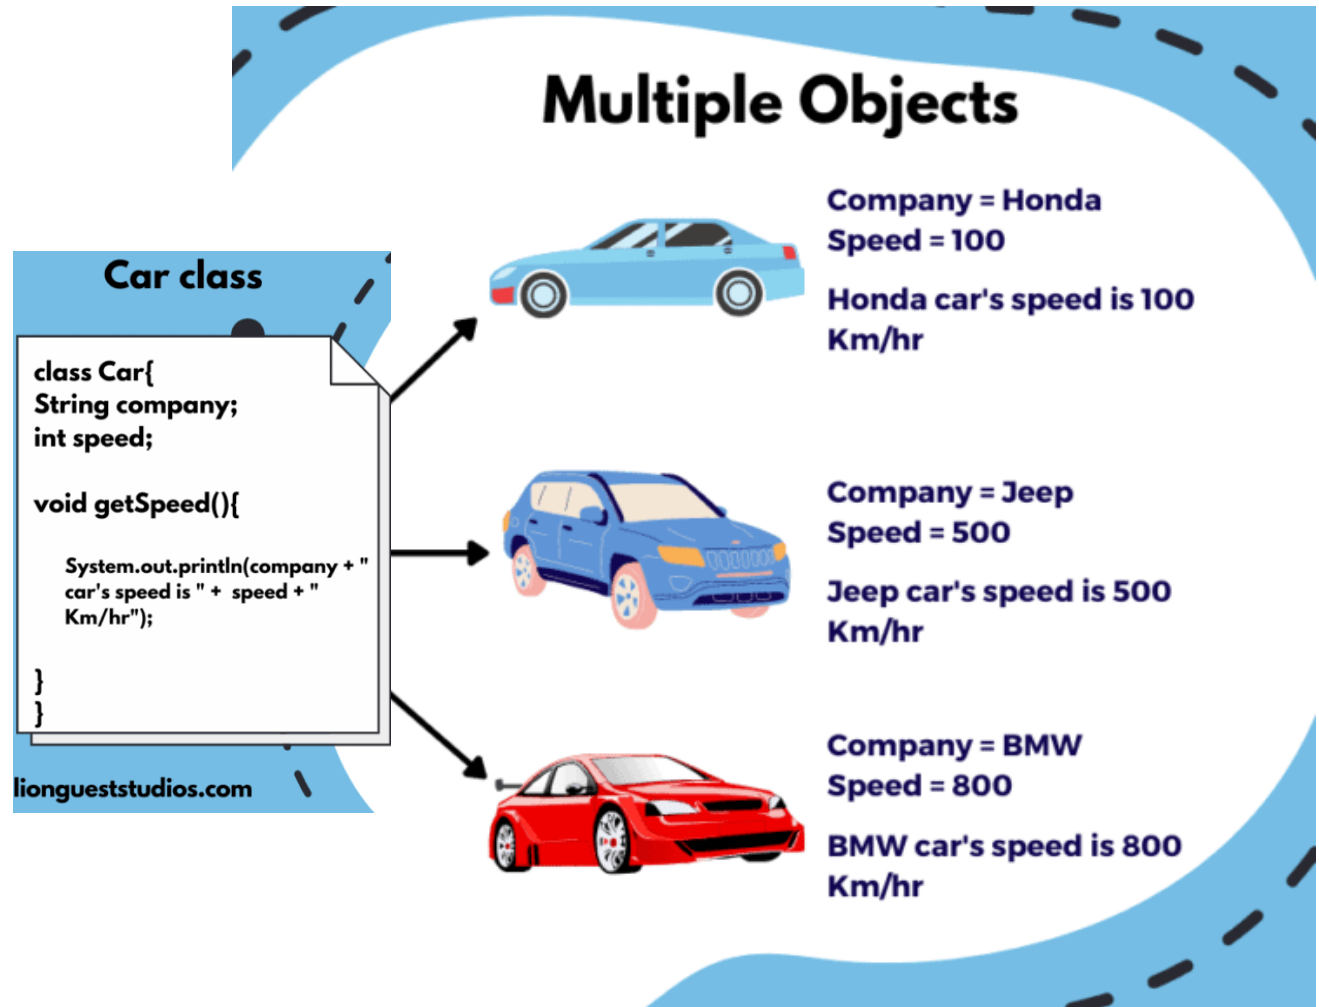 Multiple Objects
Car class
class Car{
String company;
int speed;
void getSpeed(){
System.out.println(company + "
car's speed is " + speed + "
Km/hr");
}
}
liongueststudios.com
Company = Honda
Speed = 100
Honda car's speed is 100
Km/hr
Company = Jeep
Speed = 500
Jeep car's speed is 500
Km/hr
Company = BMW
Speed = 800
BMW car's speed is 800
Km/hr